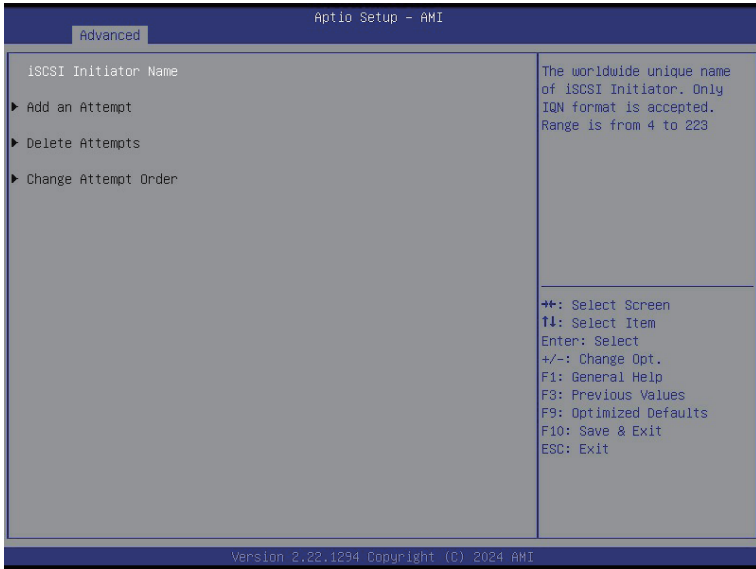 Aptio Setup – AMI
Advanced
iSCSI Initiator Name
▶ Add an Attempt
▶ Delete Attempts
▶ Change Attempt Order
The worldwide unique name
of iSCSI Initiator. Only
IQN format is accepted.
Range is from 4 to 223
→←: Select Screen
↑↓: Select Item
Enter: Select
+/-: Change Opt.
F1: General Help
F3: Previous Values
F9: Optimized Defaults
F10: Save & Exit
ESC: Exit
Version 2.22.1294 Copyright (C) 2024 AMI